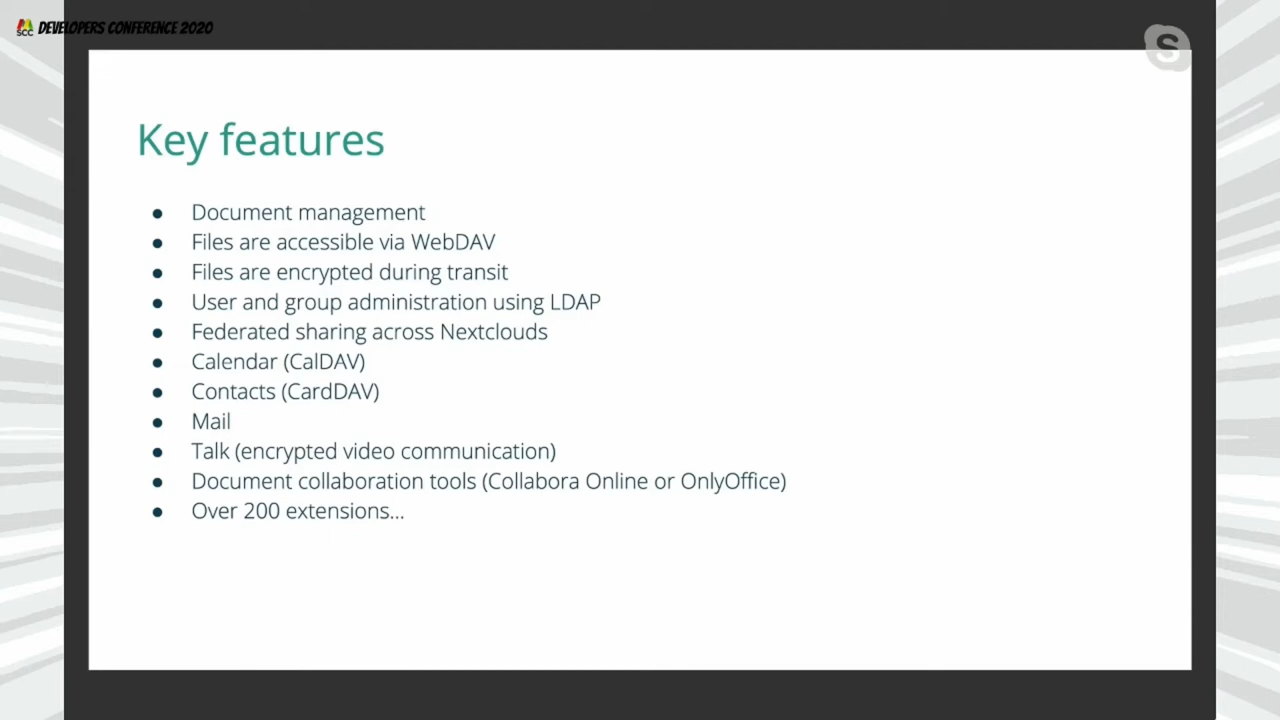 SCC DEVELOPERS CONFERENCE 2020
S
Key features
● Document management
● Files are accessible via WebDAV
● Files are encrypted during transit
● User and group administration using LDAP
● Federated sharing across Nextclouds
● Calendar (CalDAV)
● Contacts (CardDAV)
● Mail
● Talk (encrypted video communication)
● Document collaboration tools (Collabora Online or OnlyOffice)
● Over 200 extensions...